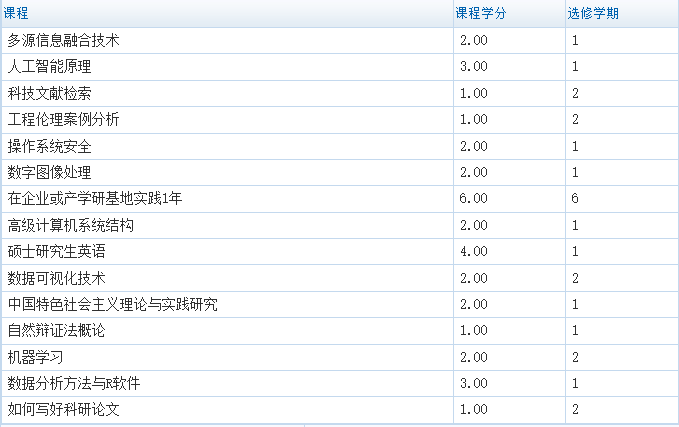 课程 课程学分 选修学期
多源信息融合技术 2.00 1
人工智能原理 3.00 1
科技文献检索 1.00 2
工程伦理案例分析 1.00 2
操作系统安全 2.00 1
数字图像处理 2.00 1
在企业或产学研基地实践1年 6.00 6
高级计算机系统结构 2.00 1
硕士研究生英语 4.00 1
数据可视化技术 2.00 2
中国特色社会主义理论与实践研究 2.00 1
自然辩证法概论 1.00 1
机器学习 2.00 2
数据分析方法与R软件 3.00 1
如何写好科研论文 1.00 2